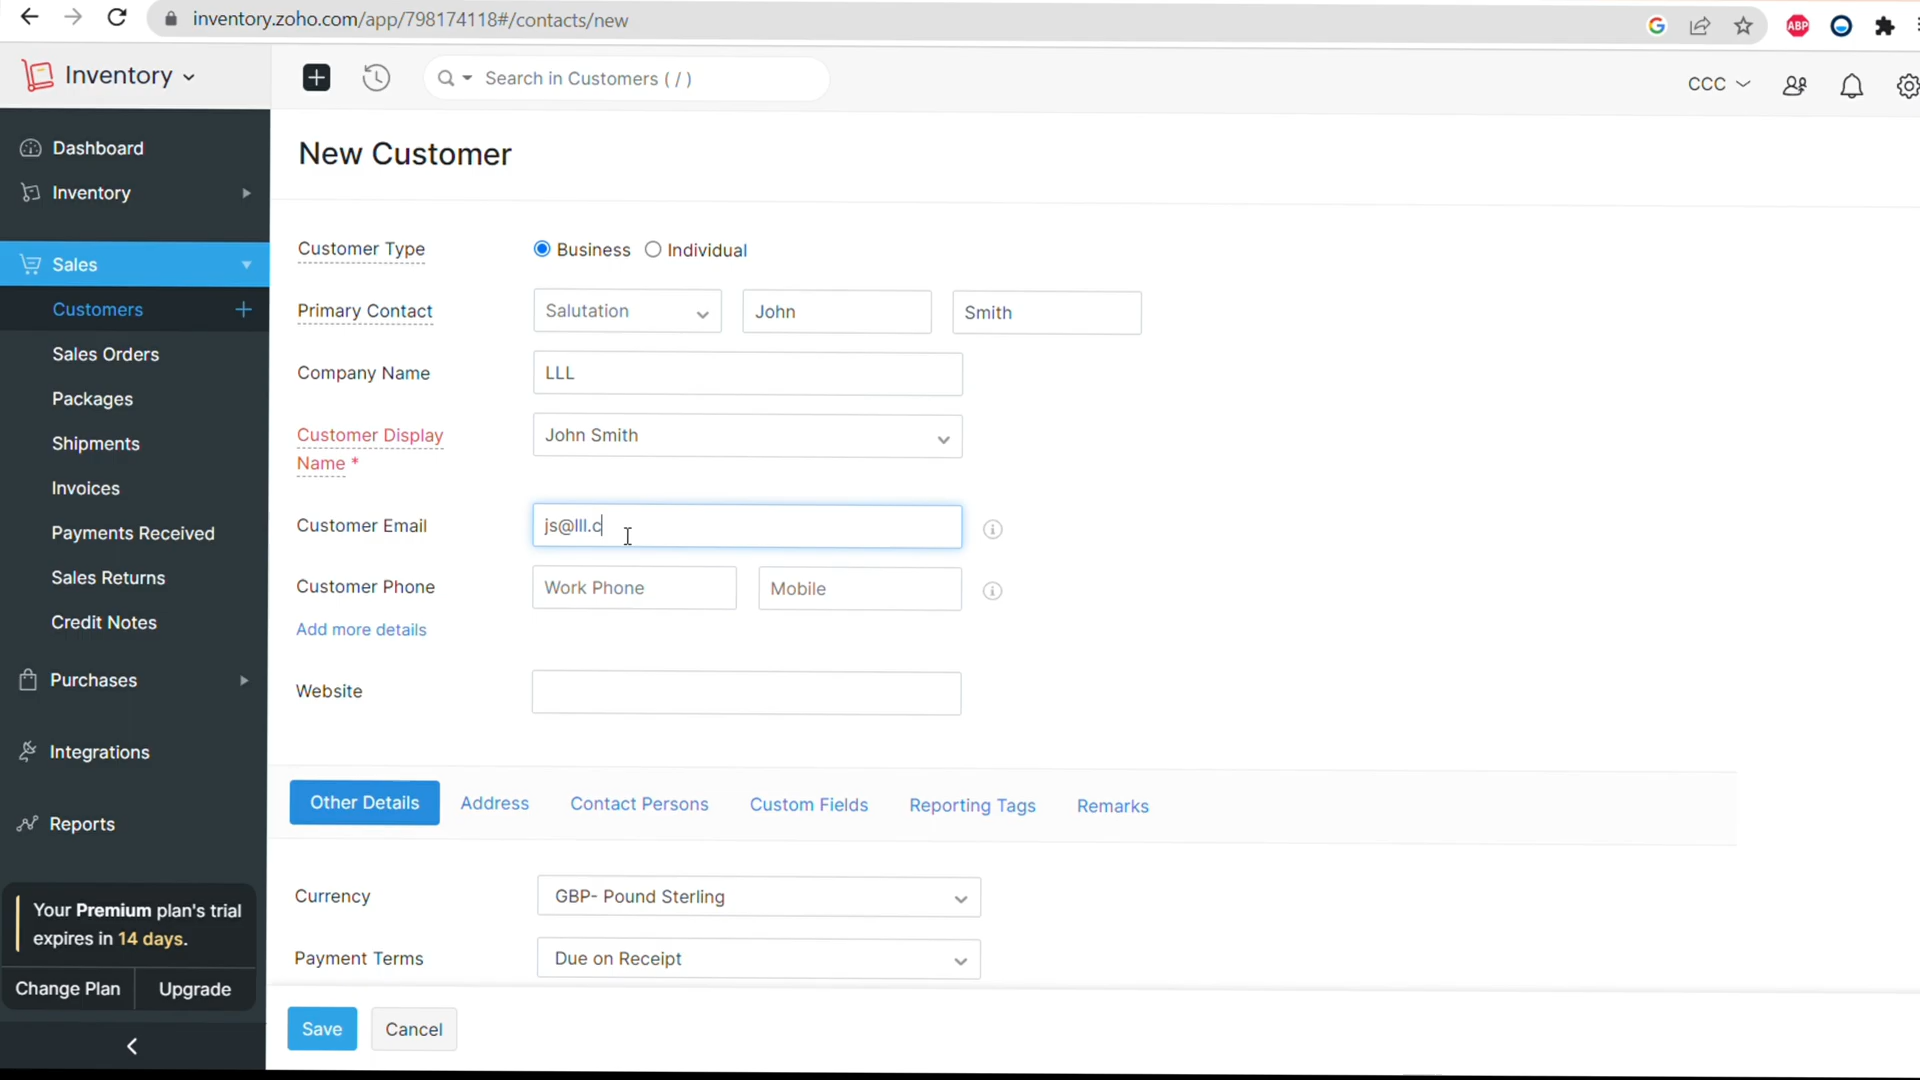 inventory.zoho.com/app/798174118#/contacts/new
ABP
Inventory
Search in Customers ( / )
CCC
Dashboard
Inventory
Sales
Customers
Sales Orders
Packages
Shipments
Invoices
Payments Received
Sales Returns
Credit Notes
Purchases
Integrations
Reports
Your Premium plan's trial
expires in 14 days.
Change Plan Upgrade
New Customer
Customer Type Business Individual
Primary Contact Salutation John Smith
Company Name LLL
Customer Display
Name * John Smith
Customer Email js@lll.c
Customer Phone Work Phone Mobile
Add more details
Website
Other Details Address Contact Persons Custom Fields Reporting Tags Remarks
Currency GBP- Pound Sterling
Payment Terms Due on Receipt
Save Cancel